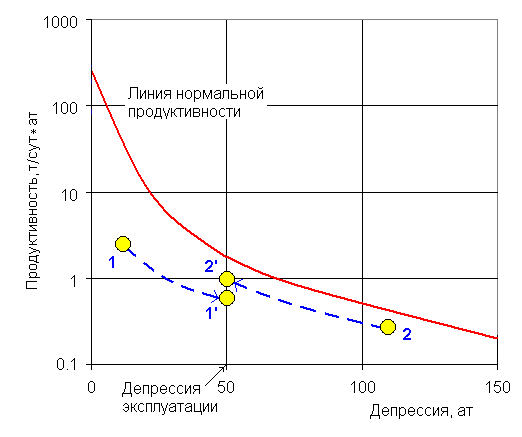 1000
100
10
1
0.1
Продуктивность, т/сут* ат
Линия нормальной
продуктивности
1
2'
1'
2
0
50
100
150
Депрессия
эксплуатации
Депрессия, ат